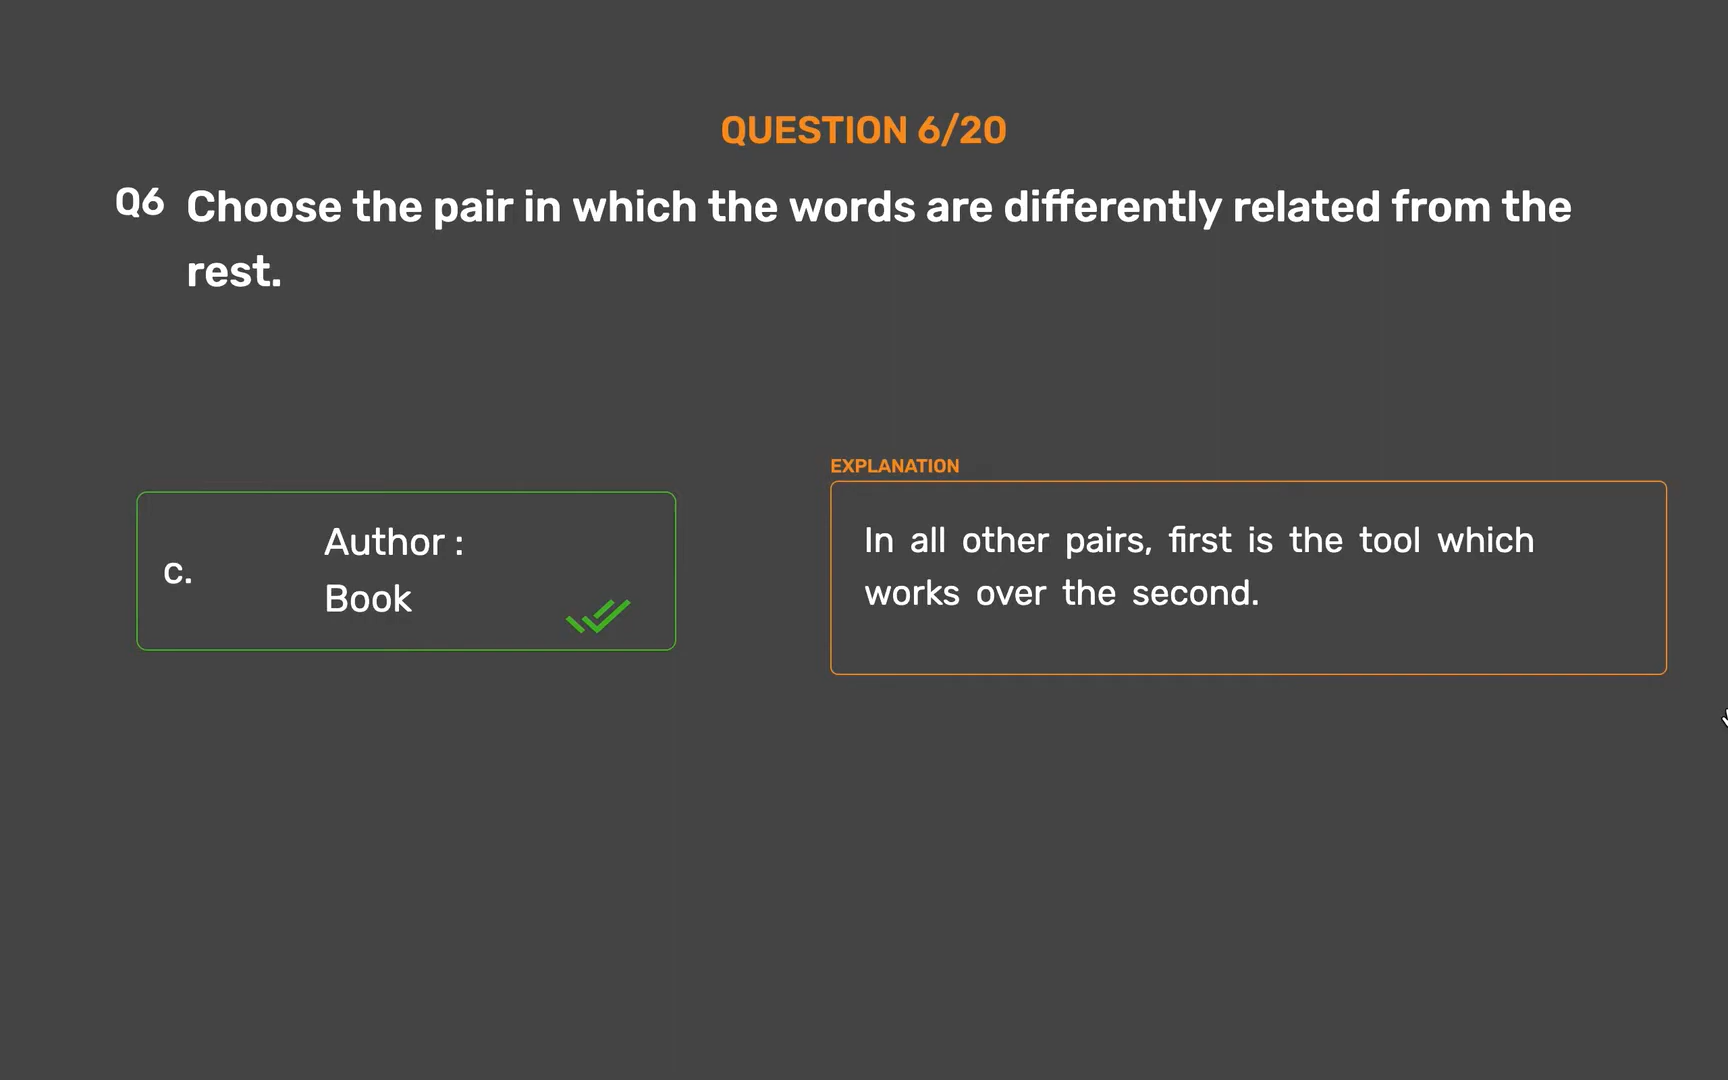 QUESTION 6/20
Q6 Choose the pair in which the words are differently related from the
rest.
c.
Author :
Book
EXPLANATION
In all other pairs, first is the tool which
works over the second.